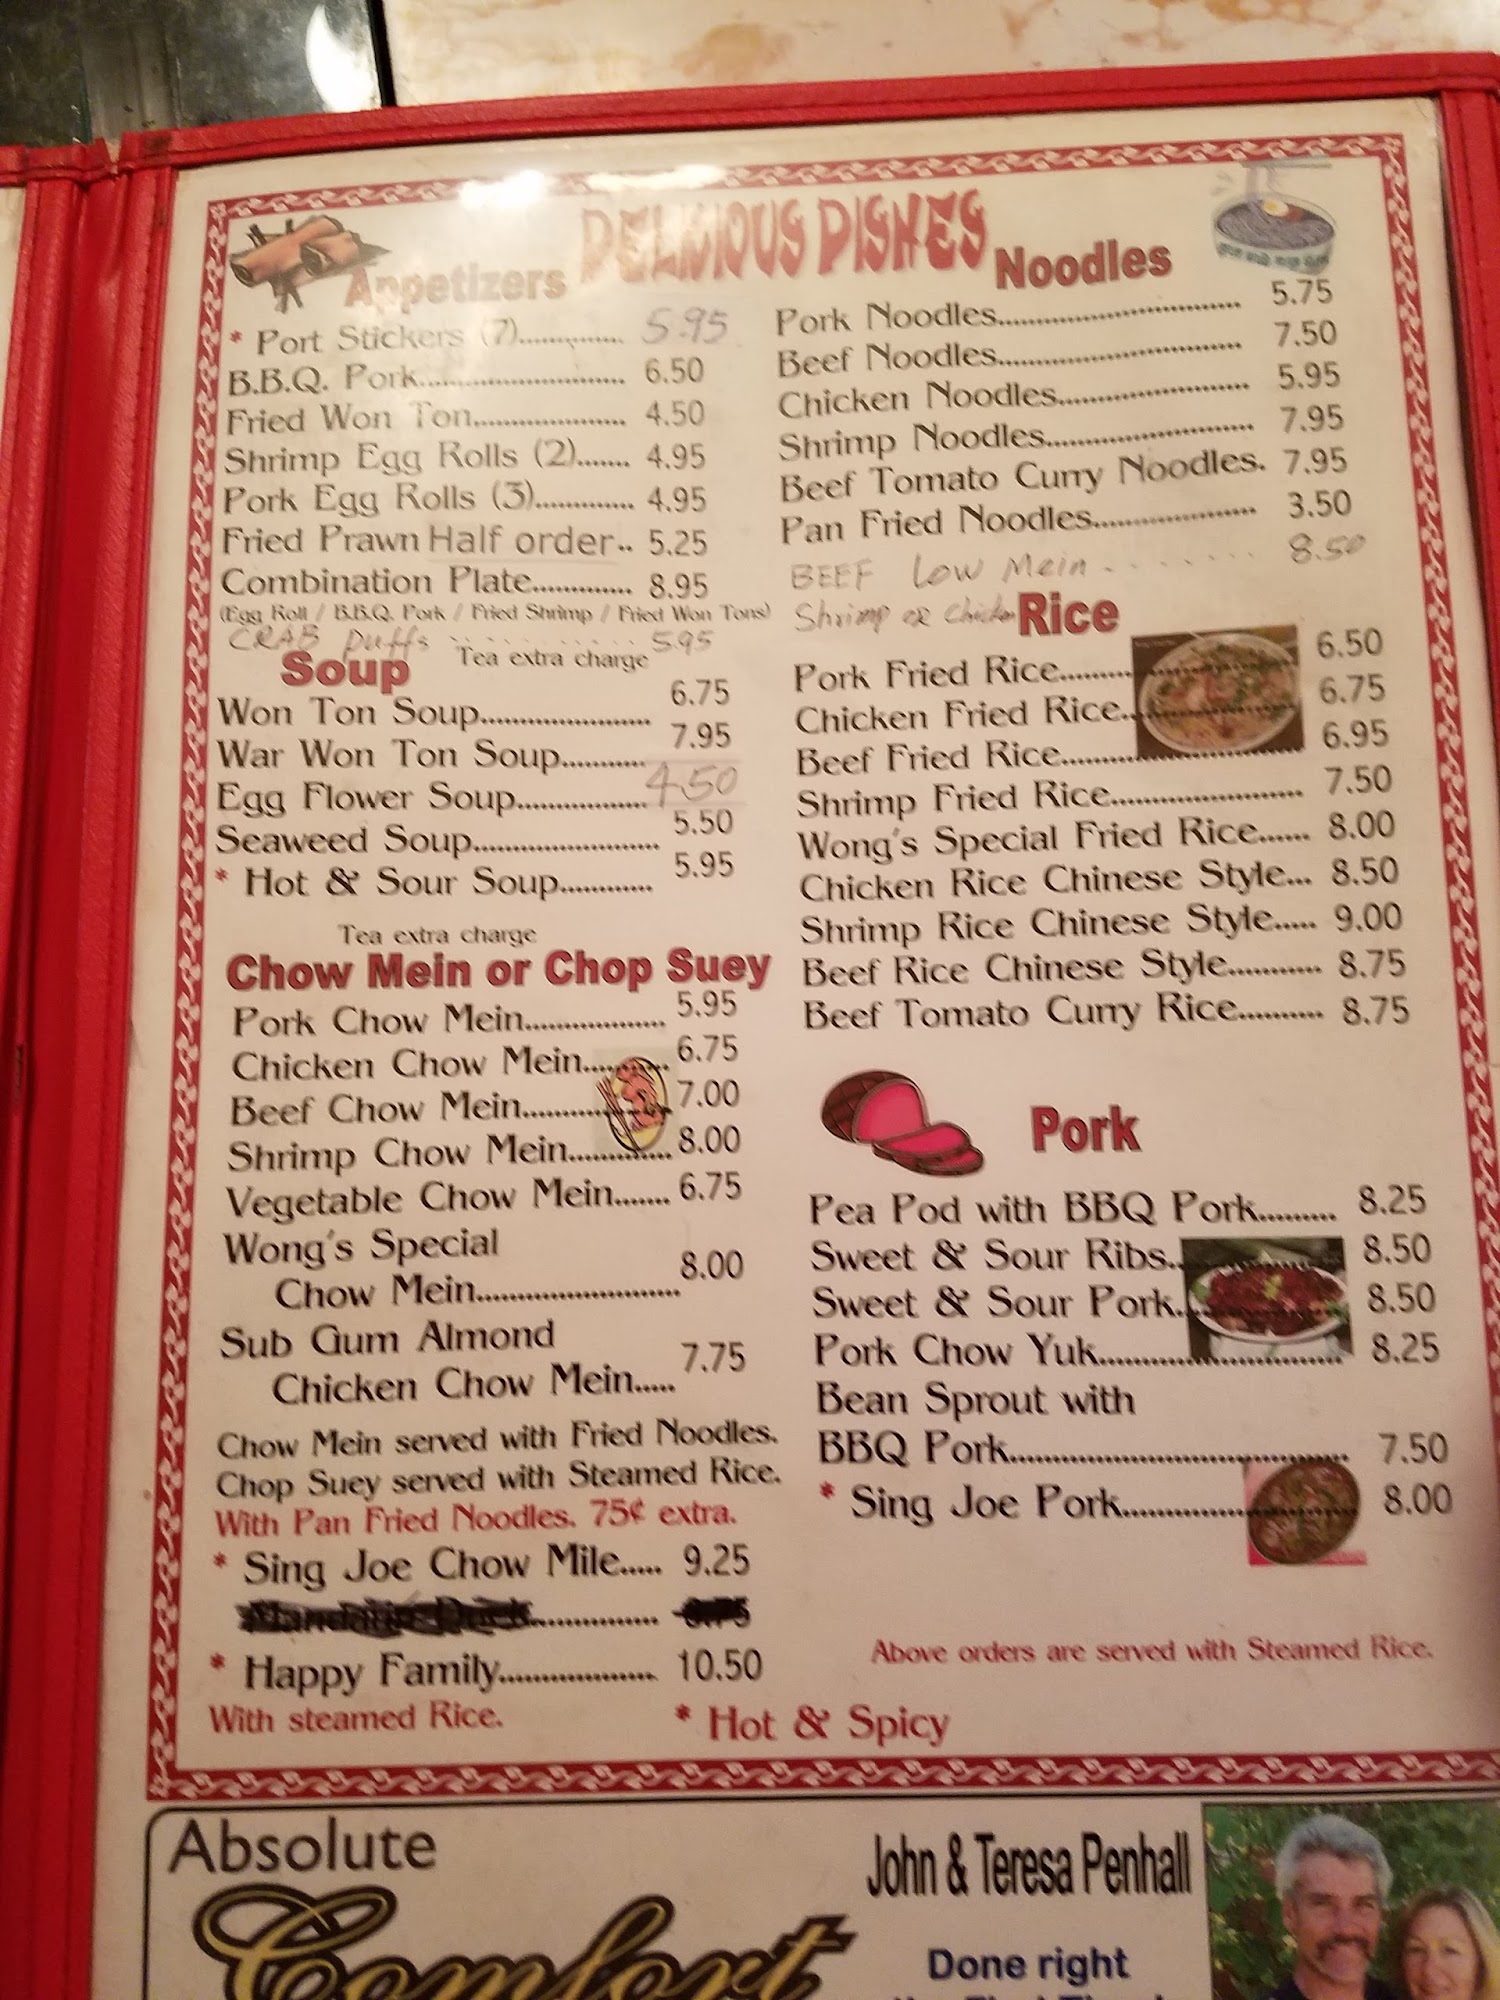 DELICIOUS DISHES
Appetizers
* Port Stickers (7)............... 5.95
B.B.Q. Pork............................. 6.50
Fried Won Ton...................... 4.50
Shrimp Egg Rolls (2)....... 4.95
Pork Egg Rolls (3).............. 4.95
Fried Prawn Half order.. 5.25
Combination Plate............. 8.95
(Egg Roll / B.B.Q. Pork / Fried Shrimp / Fried Won Tons)
CRAB Puffs ............ 5.95
Tea extra charge
Soup
Won Ton Soup........................ 6.75
War Won Ton Soup............ 7.95
Egg Flower Soup................... 4.50
Seaweed Soup.......................... 5.50
* Hot & Sour Soup............. 5.95
Tea extra charge
Chow Mein or Chop Suey
Pork Chow Mein.................... 5.95
Chicken Chow Mein............ 6.75
Beef Chow Mein..................... 7.00
Shrimp Chow Mein............... 8.00
Vegetable Chow Mein....... 6.75
Wong's Special
Chow Mein............................. 8.00
Sub Gum Almond
Chicken Chow Mein..... 7.75
Chow Mein served with Fried Noodles.
Chop Suey served with Steamed Rice.
With Pan Fried Noodles. 75¢ extra.
* Sing Joe Chow Mile..... 9.25
* Happy Family.................... 10.50
With steamed Rice.
Noodles
Pork Noodles.................................. 5.75
Beef Noodles.................................. 7.50
Chicken Noodles........................... 5.95
Shrimp Noodles............................. 7.95
Beef Tomato Curry Noodles. 7.95
Pan Fried Noodles...................... 3.50
BEEF Low Mein ........ 8.50
Shrimp OR Chicken
Rice
Pork Fried Rice.............................. 6.50
Chicken Fried Rice....................... 6.75
Beef Fried Rice.............................. 6.95
Shrimp Fried Rice.......................... 7.50
Wong's Special Fried Rice...... 8.00
Chicken Rice Chinese Style... 8.50
Shrimp Rice Chinese Style..... 9.00
Beef Rice Chinese Style............ 8.75
Beef Tomato Curry Rice........... 8.75
Pork
Pea Pod with BBQ Pork.......... 8.25
Sweet & Sour Ribs.................... 8.50
Sweet & Sour Pork.................... 8.50
Pork Chow Yuk................................ 8.25
Bean Sprout with
BBQ Pork............................................ 7.50
* Sing Joe Pork............................. 8.00
Above orders are served with Steamed Rice.
* Hot & Spicy
Absolute
Comfort
John & Teresa Penhall
Done right